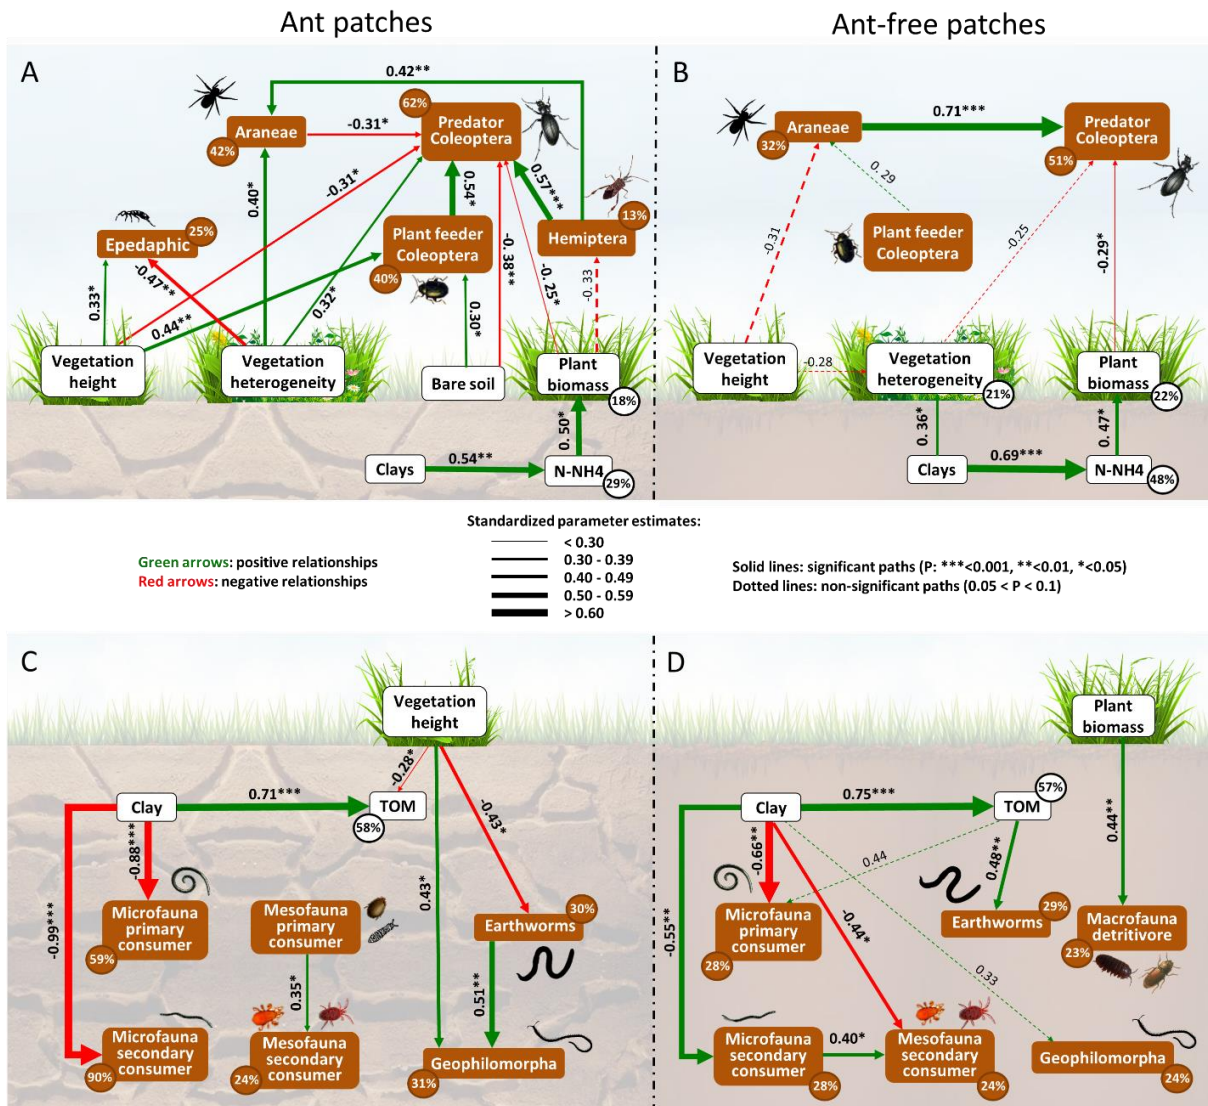 Ant patches
Ant-free patches
A
0.42**
62%
Predator
Coleoptera
Araneae
42%
-0.31*
-0.31*
0.40*
0.54*
0.57***
13%
Hemiptera
25%
Epedaphic
Plant feeder
Coleoptera
40%
0.33*
-0.47**
0.44**
0.32*
0.30*
-0.38**
-0.25*
-0.33
Vegetation
height
Vegetation
heterogeneity
Bare soil
Plant
biomass
18%
0.50*
Clays
0.54**
N-NH4
29%
B
Araneae
32%
0.71***
Predator
Coleoptera
51%
0.29
Plant feeder
Coleoptera
-0.31
-0.25
-0.29*
Vegetation
height
-0.28
Vegetation
heterogeneity
21%
Plant
biomass
22%
0.36*
0.47*
Clays
0.69***
N-NH4
48%
Standardized parameter estimates:
< 0.30
0.30 - 0.39
0.40 - 0.49
0.50 - 0.59
> 0.60
Green arrows: positive relationships
Red arrows: negative relationships
Solid lines: significant paths (P: ***<0.001, **<0.01, *<0.05)
Dotted lines: non-significant paths (0.05 < P < 0.1)
C
Vegetation
height
-0.28*
Clay
0.71***
TOM
58%
-0.43*
-0.88***
-0.99***
0.43*
Microfauna
primary
consumer
59%
Mesofauna
primary
consumer
30%
Earthworms
0.35*
0.51**
Microfauna
secondary
consumer
90%
Mesofauna
secondary
consumer
24%
Geophilomorpha
31%
D
Plant
biomass
Clay
0.75***
TOM
57%
0.44**
-0.66**
0.44
0.48**
-0.55**
-0.44*
Microfauna
primary
consumer
28%
Earthworms
29%
Macrofauna
detritivore
23%
0.33
Microfauna
secondary
consumer
28%
0.40*
Mesofauna
secondary
consumer
24%
Geophilomorpha
24%